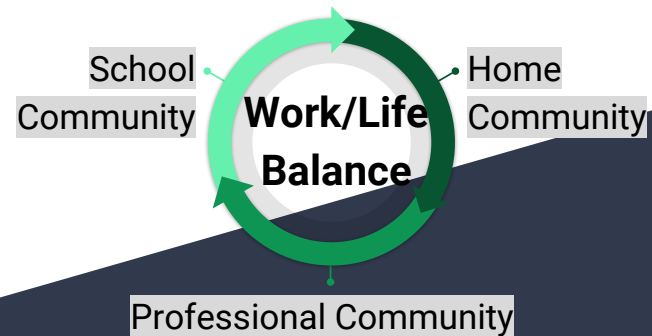 School
Community
Work/Life
Balance
Home
Community
Professional Community